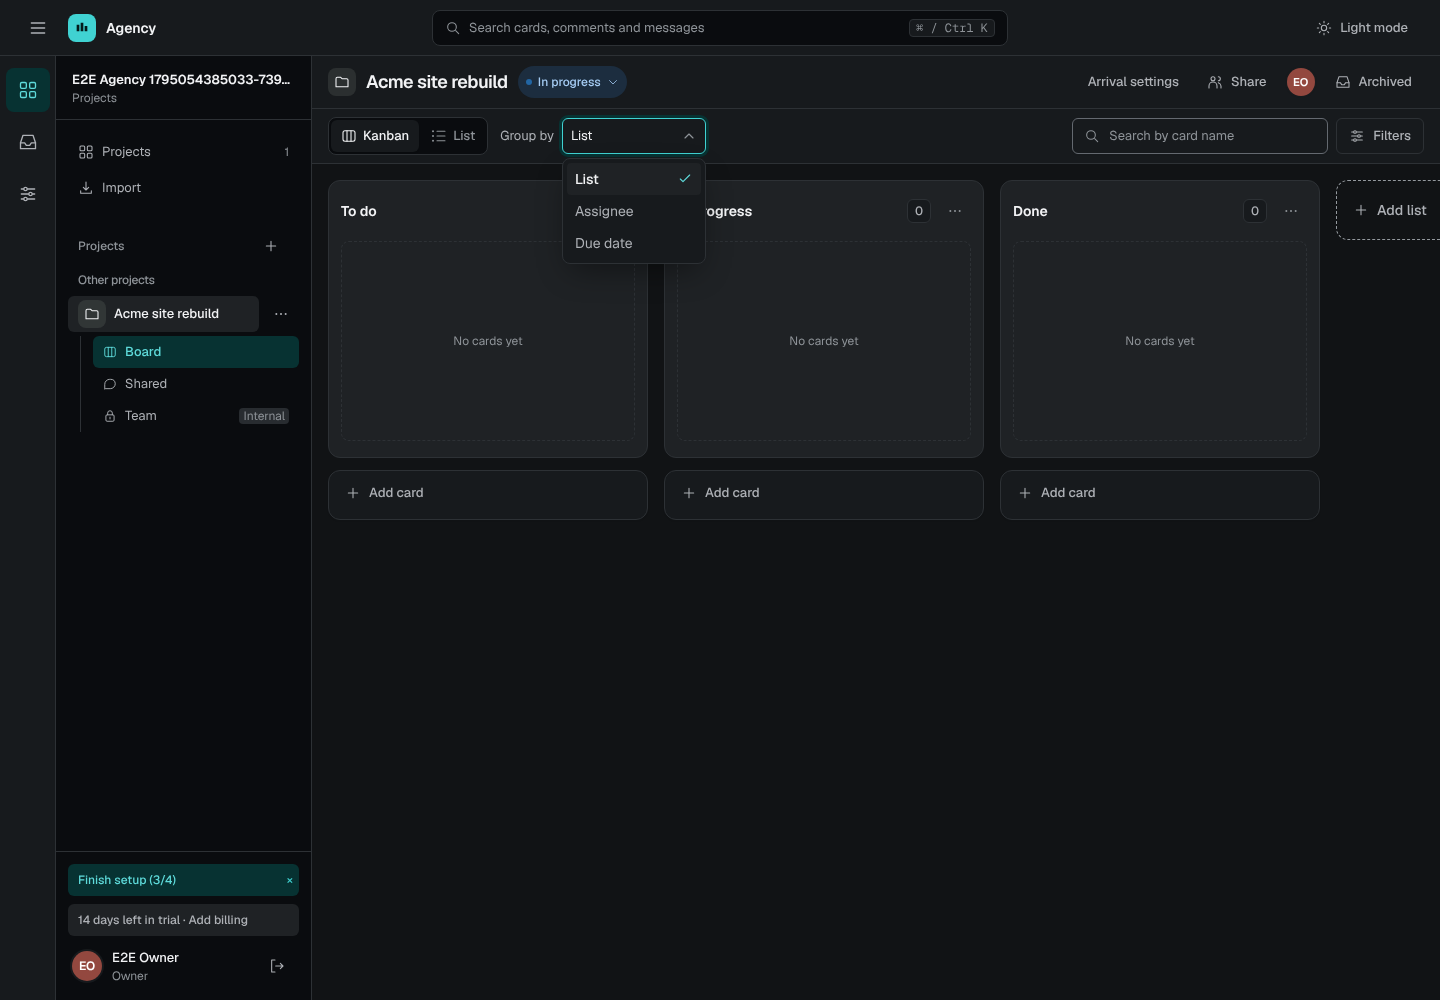 Agency
Search cards, comments and messages
⌘ / Ctrl K
Light mode
E2E Agency 1795054385033-739...
Projects
Projects
1
Import
Projects
Other projects
Acme site rebuild
Board
Shared
Team
Internal
Finish setup (3/4)
×
14 days left in trial · Add billing
EO
E2E Owner
Owner
Acme site rebuild
In progress
Arrival settings
Share
EO
Archived
Kanban
List
Group by
List
Search by card name
Filters
List
Assignee
Due date
To do
rogress
0
Done
0
Add list
No cards yet
No cards yet
No cards yet
Add card
Add card
Add card